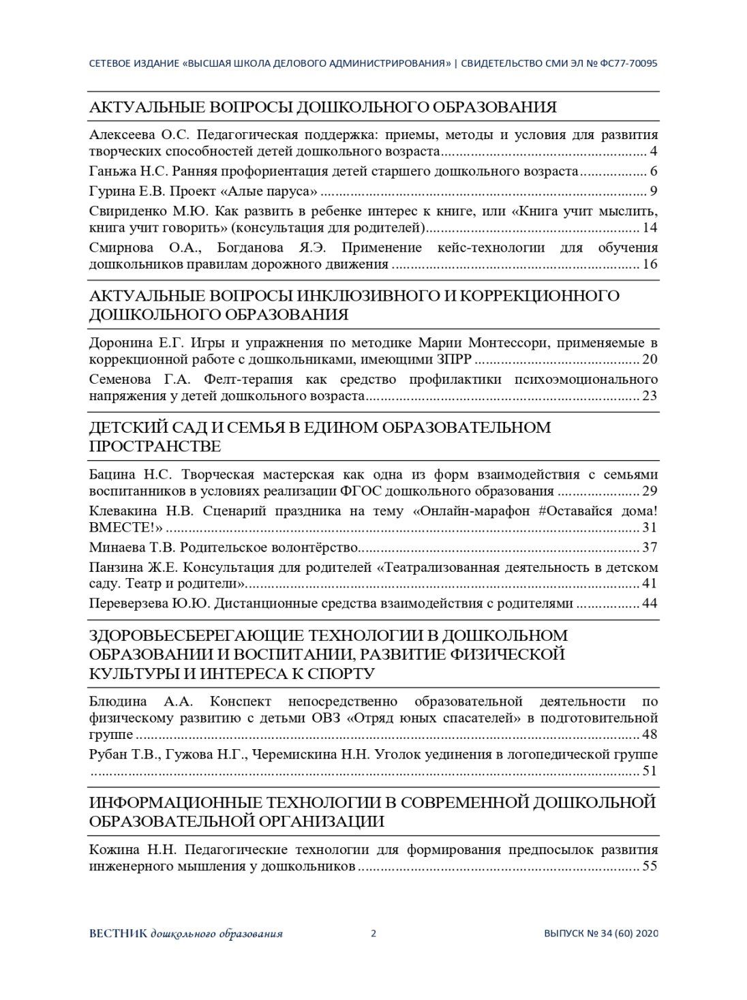 СЕТЕВОЕ ИЗДАНИЕ «ВЫСШАЯ ШКОЛА ДЕЛОВОГО АДМИНИСТРИРОВАНИЯ» | СВИДЕТЕЛЬСТВО СМИ ЭЛ № ФС77-70095
АКТУАЛЬНЫЕ ВОПРОСЫ ДОШКОЛЬНОГО ОБРАЗОВАНИЯ
Алексеева О.С. Педагогическая поддержка: приемы, методы и условия для развития
творческих способностей детей дошкольного возраста........................................................ 4
Ганьжа Н.С. Ранняя профориентация детей старшего дошкольного возраста.................. 6
Гурина Е.В. Проект «Алые паруса» ....................................................................................... 9
Свириденко М.Ю. Как развить в ребенке интерес к книге, или «Книга учит мыслить,
книга учит говорить» (консультация для родителей).......................................................... 14
Смирнова О.А., Богданова Я.Э. Применение кейс-технологии для обучения
дошкольников правилам дорожного движения ................................................................... 16
АКТУАЛЬНЫЕ ВОПРОСЫ ИНКЛЮЗИВНОГО И КОРРЕКЦИОННОГО
ДОШКОЛЬНОГО ОБРАЗОВАНИЯ
Доронина Е.Г. Игры и упражнения по методике Марии Монтессори, применяемые в
коррекционной работе с дошкольниками, имеющими ЗПРР ............................................. 20
Семенова Г.А. Фелт-терапия как средство профилактики психоэмоционального
напряжения у детей дошкольного возраста.......................................................................... 23
ДЕТСКИЙ САД И СЕМЬЯ В ЕДИНОМ ОБРАЗОВАТЕЛЬНОМ
ПРОСТРАНСТВЕ
Бацина Н.С. Творческая мастерская как одна из форм взаимодействия с семьями
воспитанников в условиях реализации ФГОС дошкольного образования ...................... 29
Клевакина Н.В. Сценарий праздника на тему «Онлайн-марафон #Оставайся дома!
ВМЕСТЕ!» ............................................................................................................................... 31
Минаева Т.В. Родительское волонтёрство............................................................................ 37
Панзина Ж.Е. Консультация для родителей «Театрализованная деятельность в детском
саду. Театр и родители».......................................................................................................... 41
Переверзева Ю.Ю. Дистанционные средства взаимодействия с родителями ................. 44
ЗДОРОВЬЕСБЕРЕГАЮЩИЕ ТЕХНОЛОГИИ В ДОШКОЛЬНОМ
ОБРАЗОВАНИИ И ВОСПИТАНИИ, РАЗВИТИЕ ФИЗИЧЕСКОЙ
КУЛЬТУРЫ И ИНТЕРЕСА К СПОРТУ
Блюдина А.А. Конспект непосредственно образовательной деятельности по
физическому развитию с детьми ОВЗ «Отряд юных спасателей» в подготовительной
группе ....................................................................................................................................... 48
Рубан Т.В., Гужова Н.Г., Черемискина Н.Н. Уголок уединения в логопедической группе
.................................................................................................................................................. 51
ИНФОРМАЦИОННЫЕ ТЕХНОЛОГИИ В СОВРЕМЕННОЙ ДОШКОЛЬНОЙ
ОБРАЗОВАТЕЛЬНОЙ ОРГАНИЗАЦИИ
Кожина Н.Н. Педагогические технологии для формирования предпосылок развития
инженерного мышления у дошкольников ............................................................................ 55
ВЕСТНИК дошкольного образования 2 ВЫПУСК № 34 (60) 2020